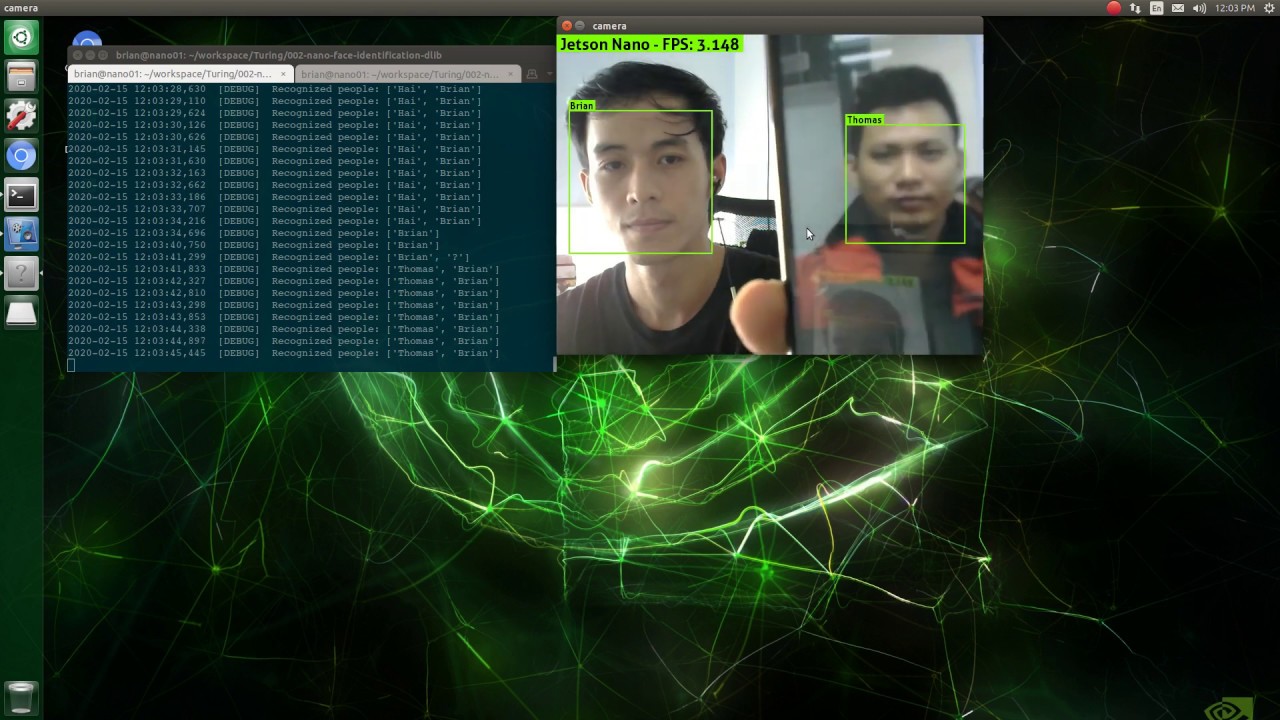 camera
En
12:03 PM
brian@nano01: ~/workspace/Turing/002-nano-face-identification-dlib
brian@nano01: ~/workspace/Turing/002-n...
brian@nano01: ~/workspace/Turing/002-n...
2020-02-15 12:03:28,630 [DEBUG] Recognized people: ['Hai', 'Brian']
2020-02-15 12:03:29,110 [DEBUG] Recognized people: ['Hai', 'Brian']
2020-02-15 12:03:29,624 [DEBUG] Recognized people: ['Hai', 'Brian']
2020-02-15 12:03:30,126 [DEBUG] Recognized people: ['Hai', 'Brian']
2020-02-15 12:03:30,626 [DEBUG] Recognized people: ['Hai', 'Brian']
2020-02-15 12:03:31,145 [DEBUG] Recognized people: ['Hai', 'Brian']
2020-02-15 12:03:31,630 [DEBUG] Recognized people: ['Hai', 'Brian']
2020-02-15 12:03:32,163 [DEBUG] Recognized people: ['Hai', 'Brian']
2020-02-15 12:03:32,662 [DEBUG] Recognized people: ['Hai', 'Brian']
2020-02-15 12:03:33,186 [DEBUG] Recognized people: ['Hai', 'Brian']
2020-02-15 12:03:33,707 [DEBUG] Recognized people: ['Hai', 'Brian']
2020-02-15 12:03:34,216 [DEBUG] Recognized people: ['Hai', 'Brian']
2020-02-15 12:03:34,696 [DEBUG] Recognized people: ['Brian']
2020-02-15 12:03:40,750 [DEBUG] Recognized people: ['Brian']
2020-02-15 12:03:41,299 [DEBUG] Recognized people: ['Brian', '?']
2020-02-15 12:03:41,833 [DEBUG] Recognized people: ['Thomas', 'Brian']
2020-02-15 12:03:42,327 [DEBUG] Recognized people: ['Thomas', 'Brian']
2020-02-15 12:03:42,810 [DEBUG] Recognized people: ['Thomas', 'Brian']
2020-02-15 12:03:43,298 [DEBUG] Recognized people: ['Thomas', 'Brian']
2020-02-15 12:03:43,853 [DEBUG] Recognized people: ['Thomas', 'Brian']
2020-02-15 12:03:44,338 [DEBUG] Recognized people: ['Thomas', 'Brian']
2020-02-15 12:03:44,897 [DEBUG] Recognized people: ['Thomas', 'Brian']
2020-02-15 12:03:45,445 [DEBUG] Recognized people: ['Thomas', 'Brian']
camera
Jetson Nano - FPS: 3.148
Brian
Thomas